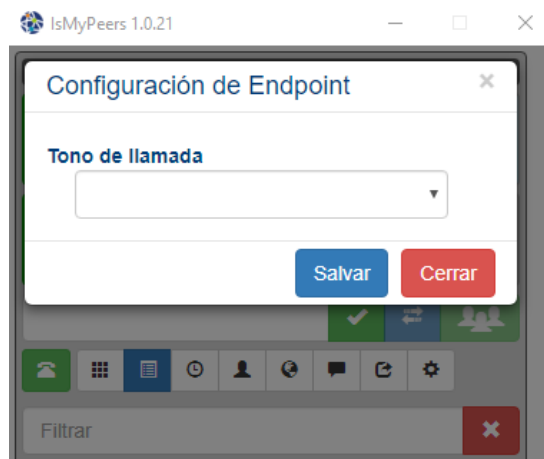 IsMyPeers 1.0.21
Configuración de Endpoint
Tono de llamada
Salvar Cerrar
Filtrar